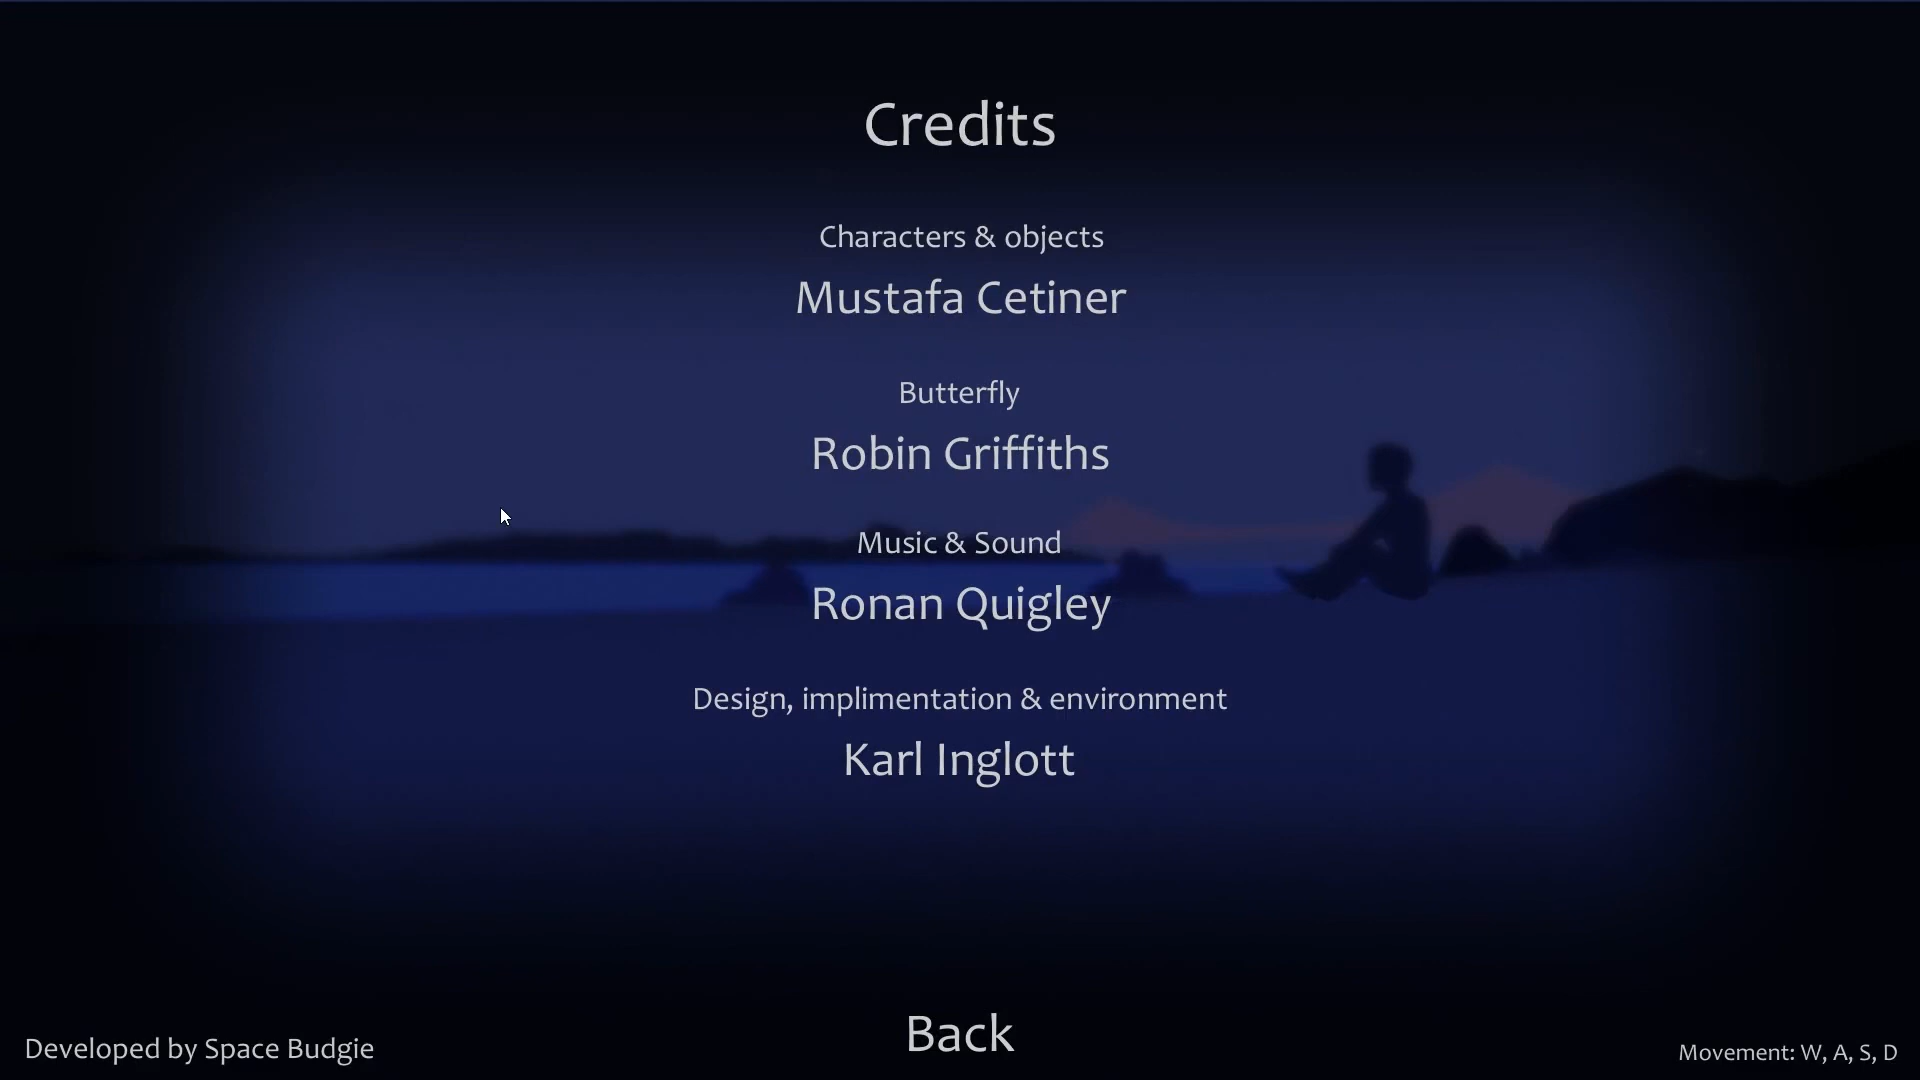 Credits
Characters & objects
Mustafa Cetiner
Butterfly
Robin Griffiths
Music & Sound
Ronan Quigley
Design, implimentation & environment
Karl Inglott
Back
Developed by Space Budgie
Movement: W, A, S, D